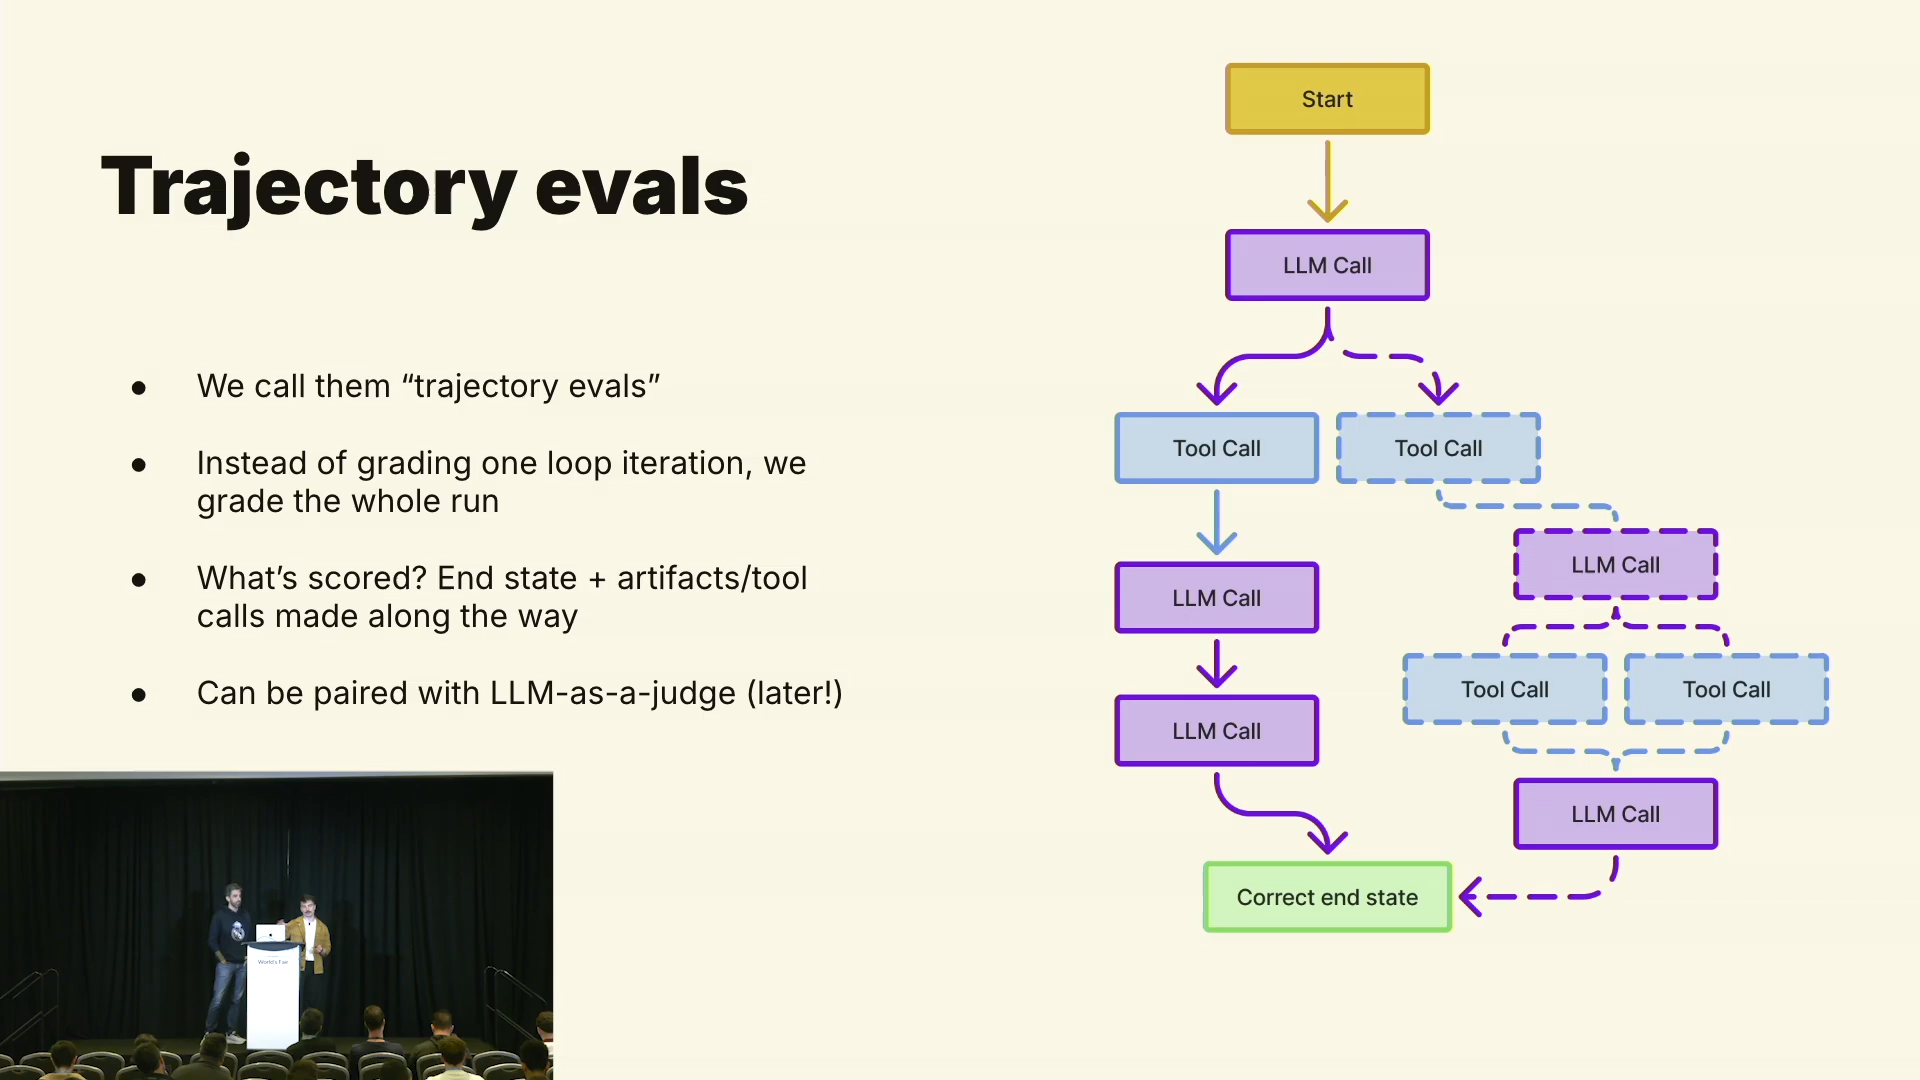 Trajectory evals
● We call them “trajectory evals”
● Instead of grading one loop iteration, we
grade the whole run
● What’s scored? End state + artifacts/tool
calls made along the way
● Can be paired with LLM-as-a-judge (later!)
Start
LLM Call
Tool Call
Tool Call
LLM Call
LLM Call
Tool Call
Tool Call
LLM Call
LLM Call
Correct end state
World's Fair